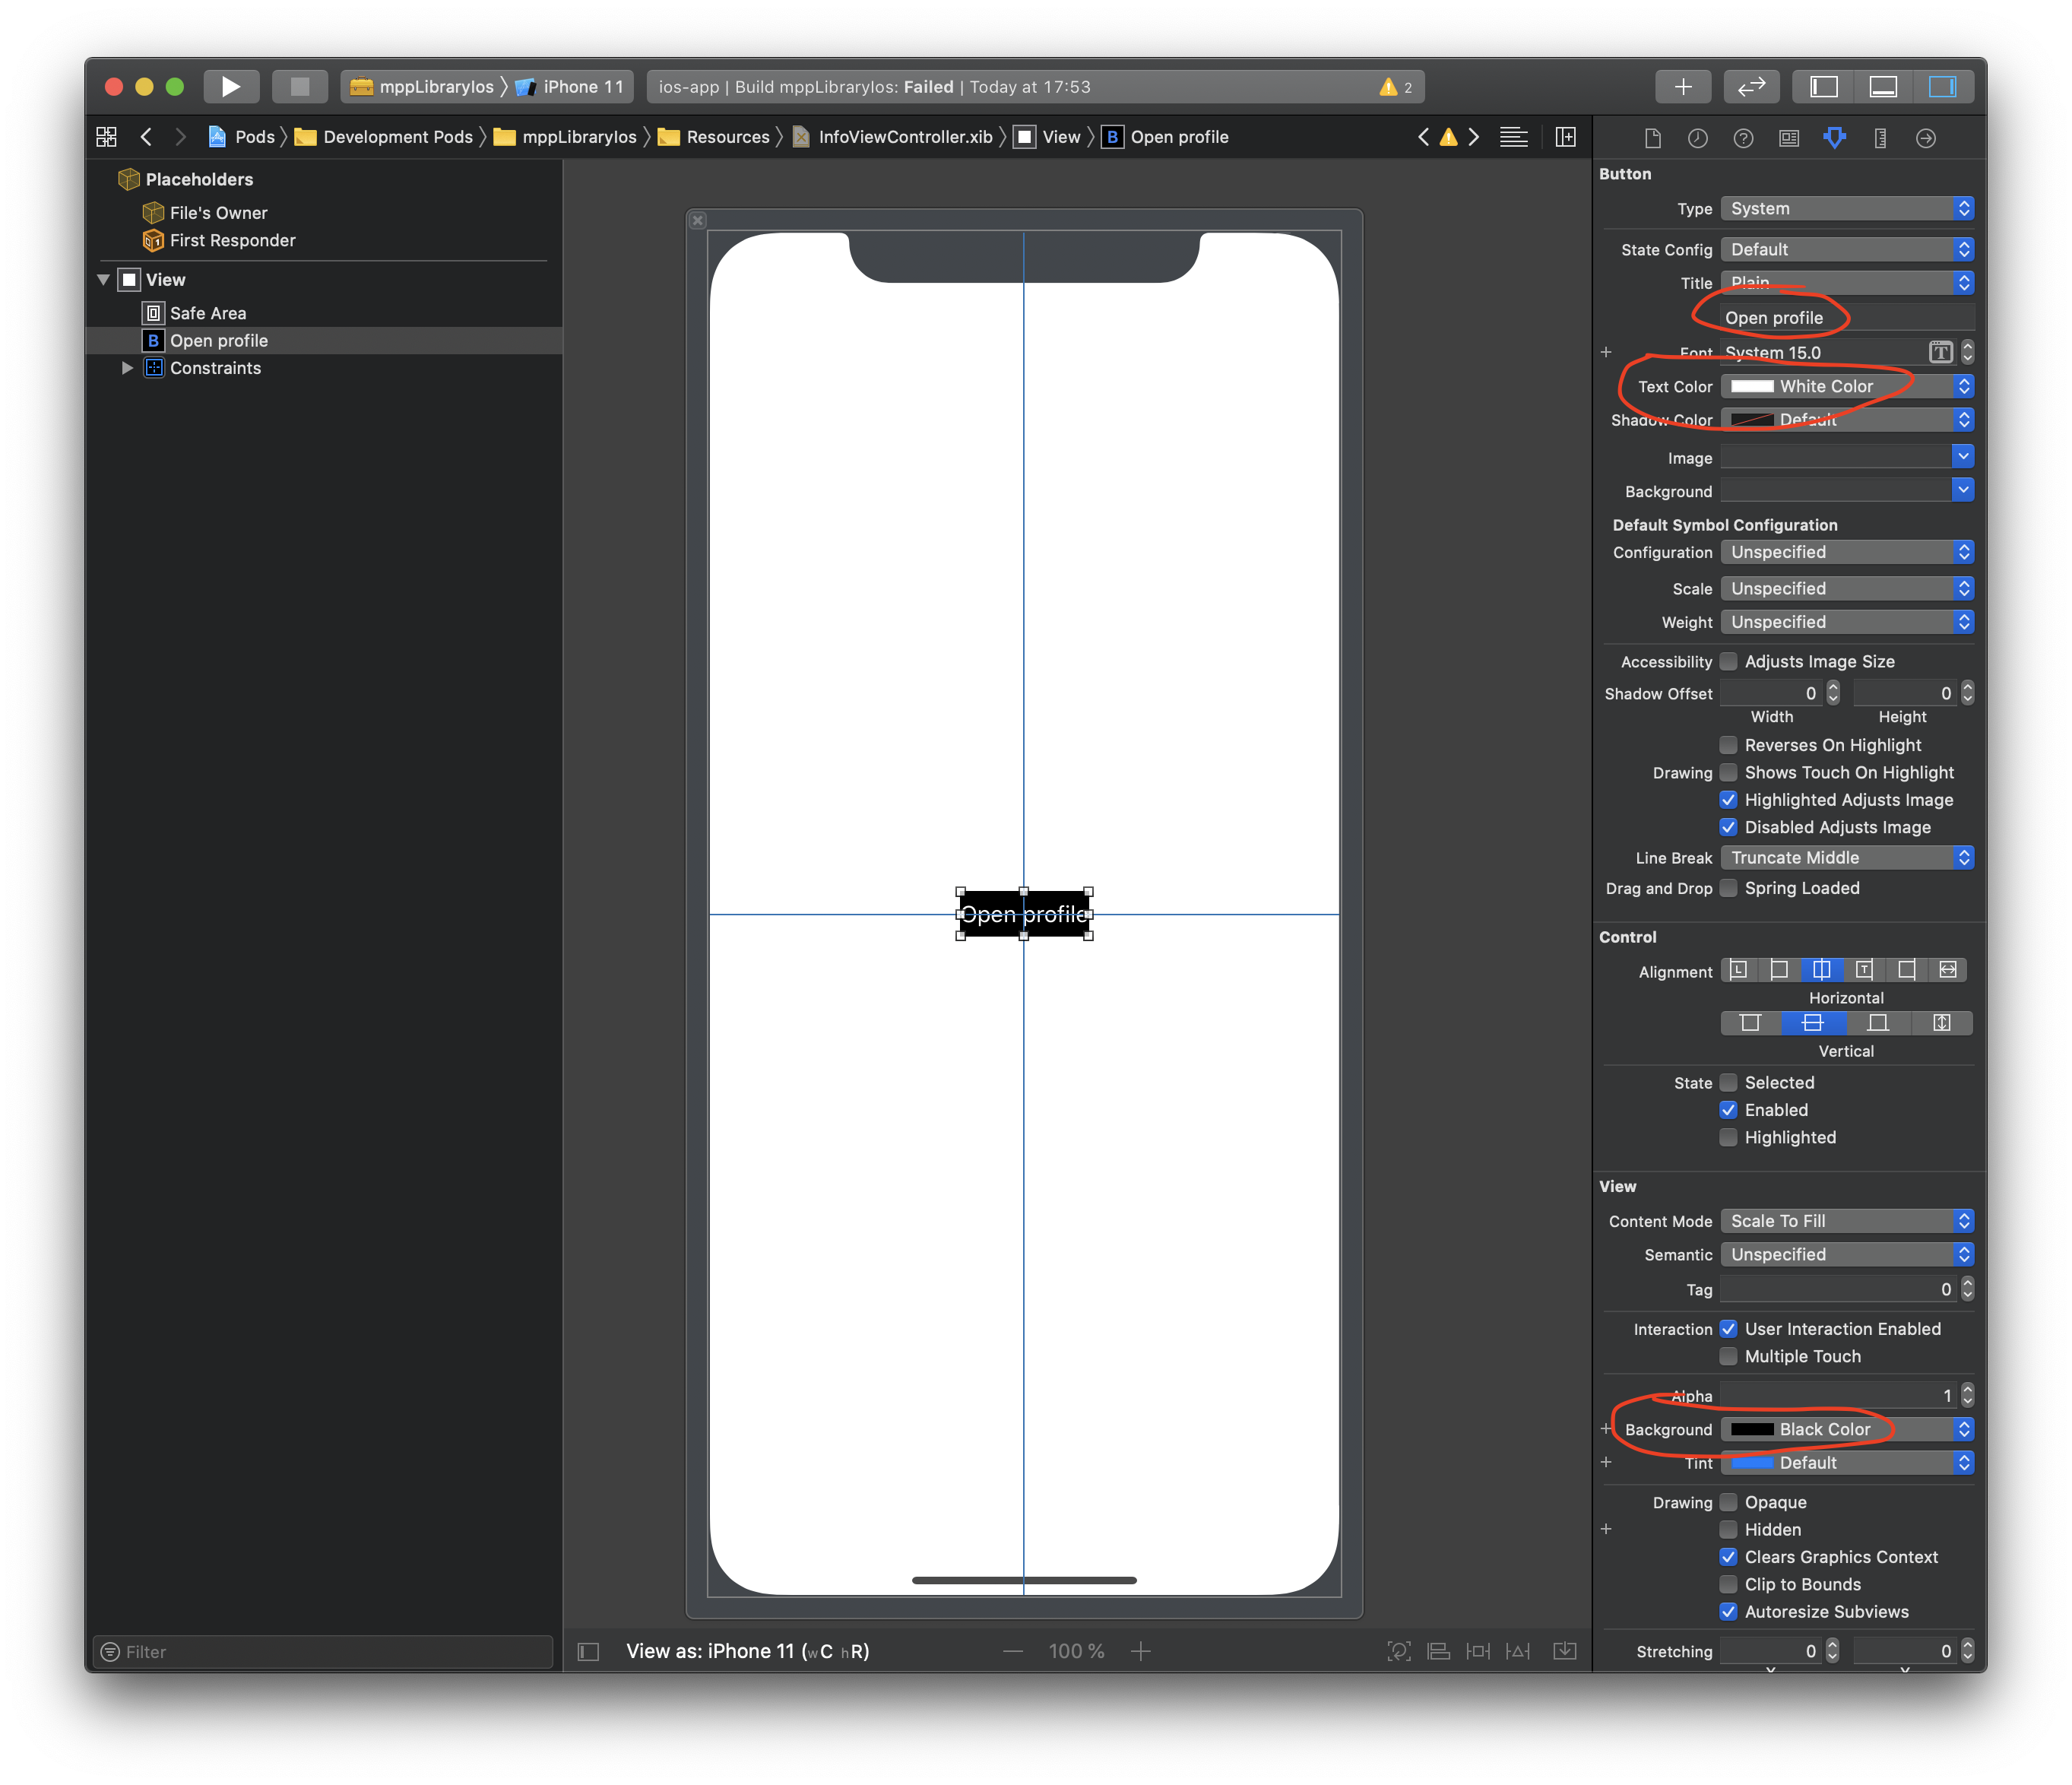 mppLibraryIos iPhone 11
ios-app | Build mppLibraryIos: Failed | Today at 17:53
2
Pods Development Pods mppLibraryIos Resources InfoViewController.xib View B Open profile
Placeholders
File's Owner
First Responder
View
Safe Area
B Open profile
Constraints
Filter
Open profile
View as: iPhone 11 (wC hR)
100 %
Button
Type System
State Config Default
Title Plain
Open profile
Font System 15.0 T
Text Color White Color
Shadow Color Default
Image
Background
Default Symbol Configuration
Configuration Unspecified
Scale Unspecified
Weight Unspecified
Accessibility Adjusts Image Size
Shadow Offset 0 0
Width Height
Reverses On Highlight
Drawing Shows Touch On Highlight
Highlighted Adjusts Image
Disabled Adjusts Image
Line Break Truncate Middle
Drag and Drop Spring Loaded
Control
Alignment L T
Horizontal
Vertical
State Selected
Enabled
Highlighted
View
Content Mode Scale To Fill
Semantic Unspecified
Tag 0
Interaction User Interaction Enabled
Multiple Touch
Alpha 1
Background Black Color
Tint Default
Drawing Opaque
Hidden
Clears Graphics Context
Clip to Bounds
Autoresize Subviews
Stretching 0 0